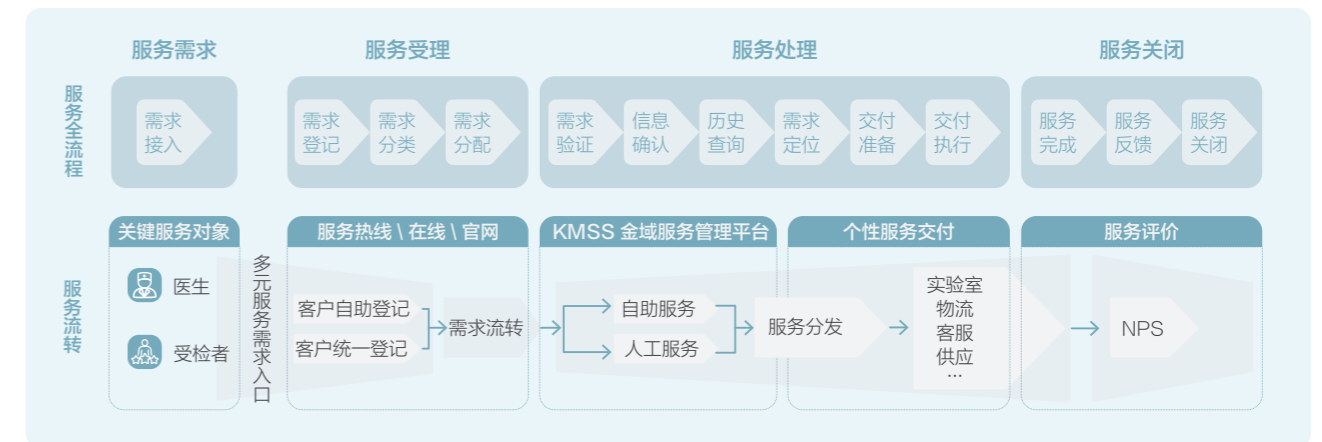 服务需求
服务受理
服务处理
服务关闭
服务全流程
需求
接入
需求
登记
需求
分类
需求
分配
需求
验证
信息
确认
历史
查询
需求
定位
交付
准备
交付
执行
服务
完成
服务
反馈
服务
关闭
服务流转
关键服务对象
医生
受检者
多元服务需求入口
服务热线 \ 在线 \ 官网
客户自助登记
客户统一登记
需求流转
KMSS 金域服务管理平台
自助服务
人工服务
服务分发
个性服务交付
实验室
物流
客服
供应
…
服务评价
NPS